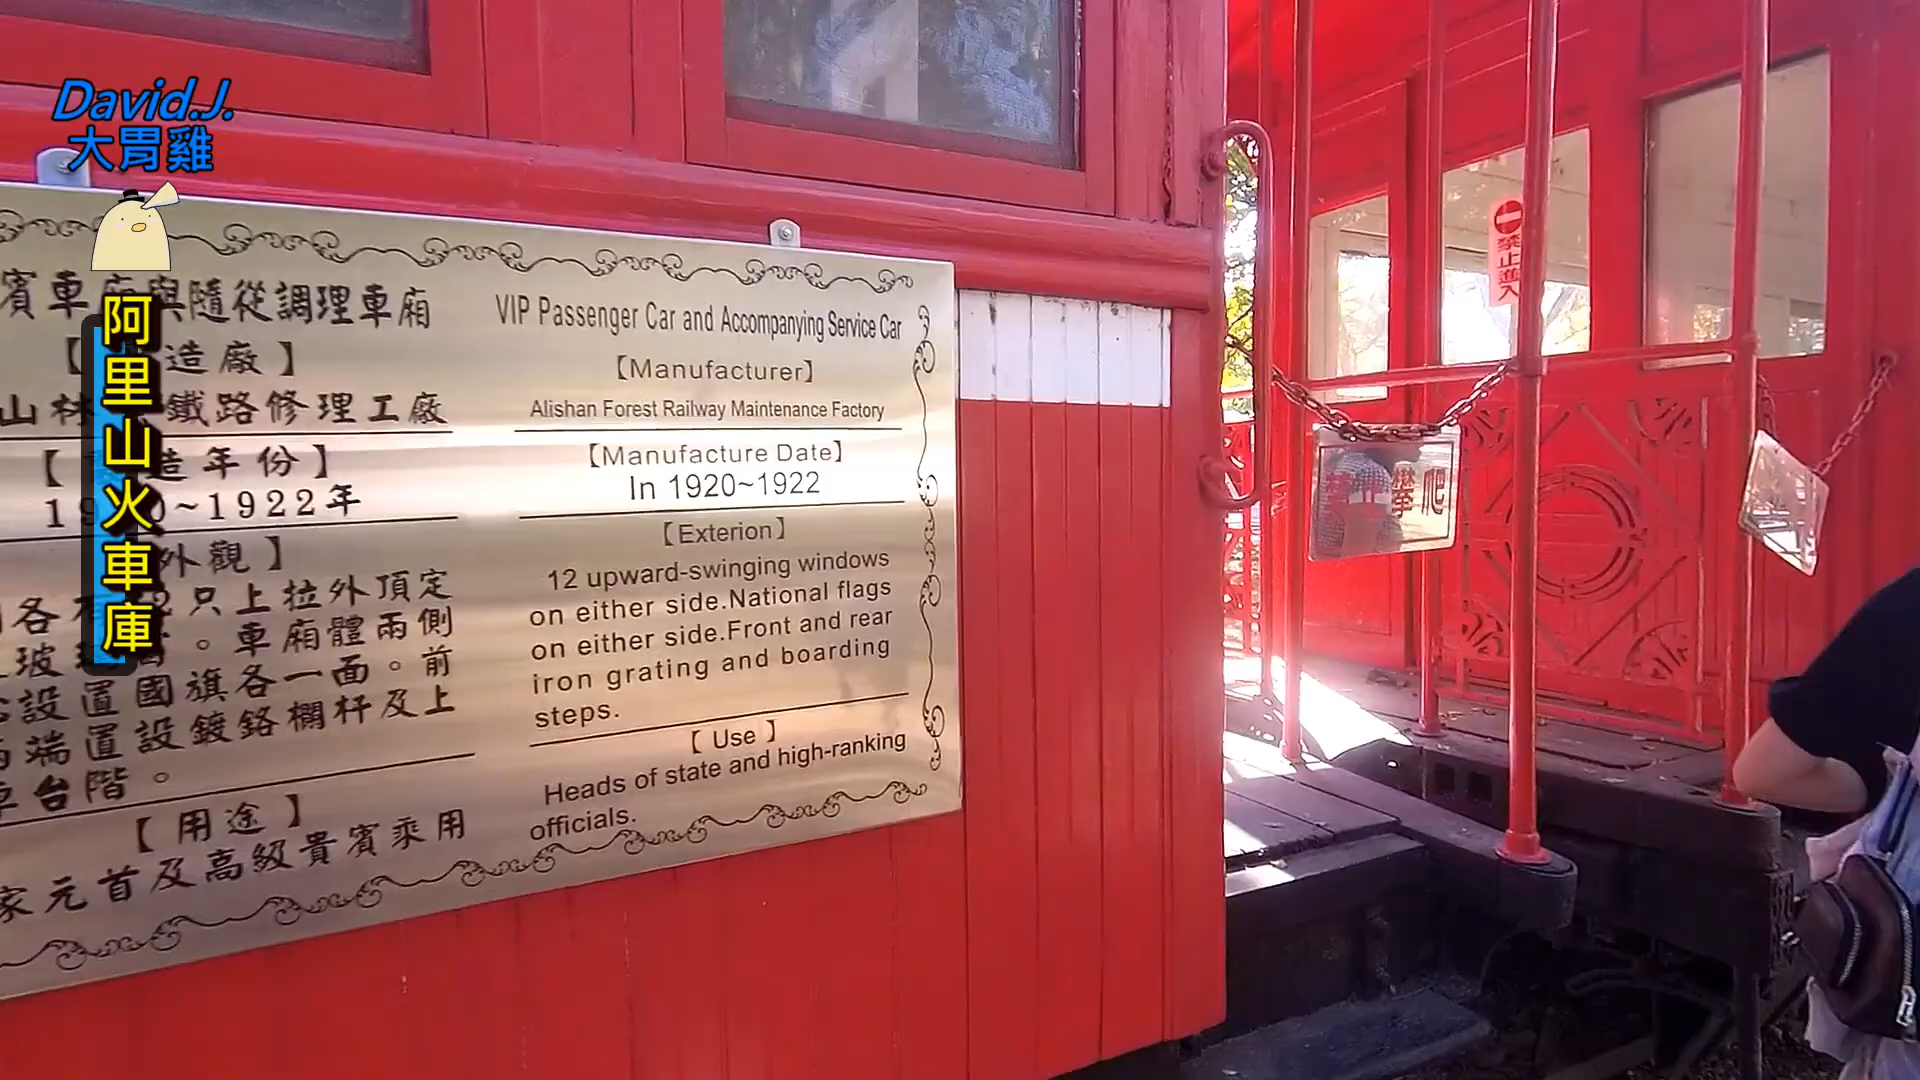 David.J.
大胃雞
阿里山火車庫
賓車廂與隨從調理車廂
【 造廠】
山林 鐵路修理工廠
【 造年份】
19 0~1922年
外觀】
各 2只上拉外頂定
玻 。車廂體兩側
設置國旗各一面。前
端置設鍍鉻欄杆及上
車台階。
【用途】
家元首及高級貴賓乘用
VIP Passenger Car and Accompanying Service Car
【Manufacturer】
Alishan Forest Railway Maintenance Factory
【Manufacture Date】
In 1920~1922
【Exterion】
12 upward-swinging windows
on either side.National flags
on either side.Front and rear
iron grating and boarding
steps.
【 Use 】
Heads of state and high-ranking
officials.
禁止進入
攀爬